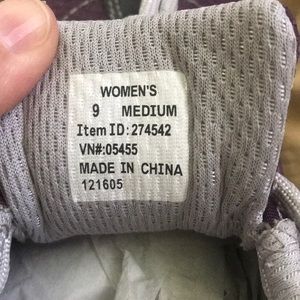 WOMEN'S
9 MEDIUM
Item ID: 274542
VN#:05455
MADE IN CHINA
121605